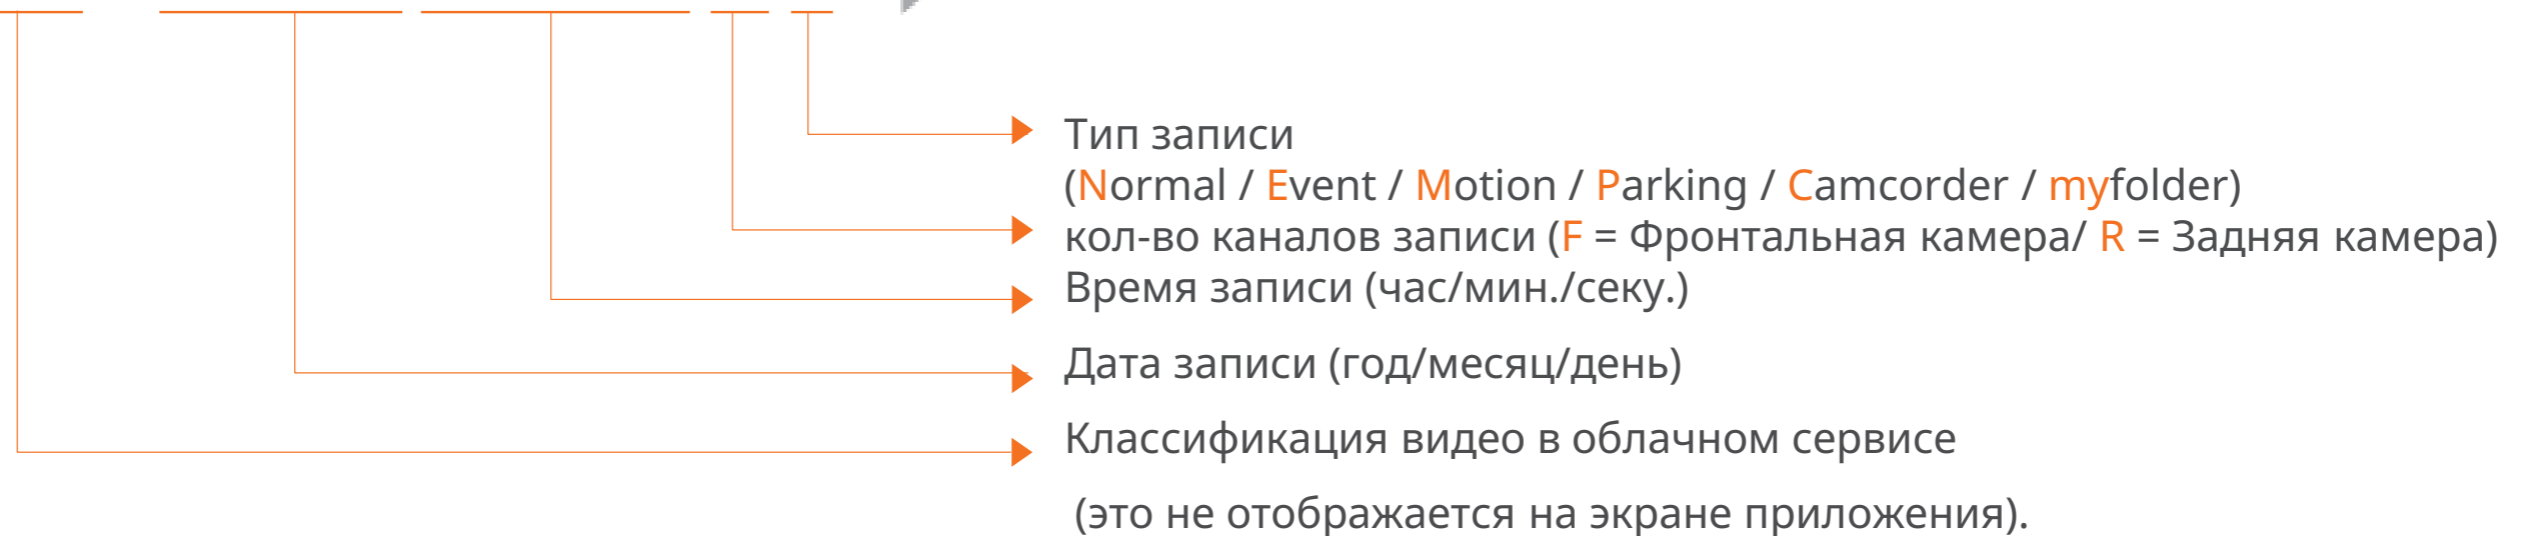 Тип записи
(Normal / Event / Motion / Parking / Camcorder / myfolder)
кол-во каналов записи (F = Фронтальная камера/ R = Задняя камера)
Время записи (час/мин./секу.)
Дата записи (год/месяц/день)
Классификация видео в облачном сервисе
(это не отображается на экране приложения).